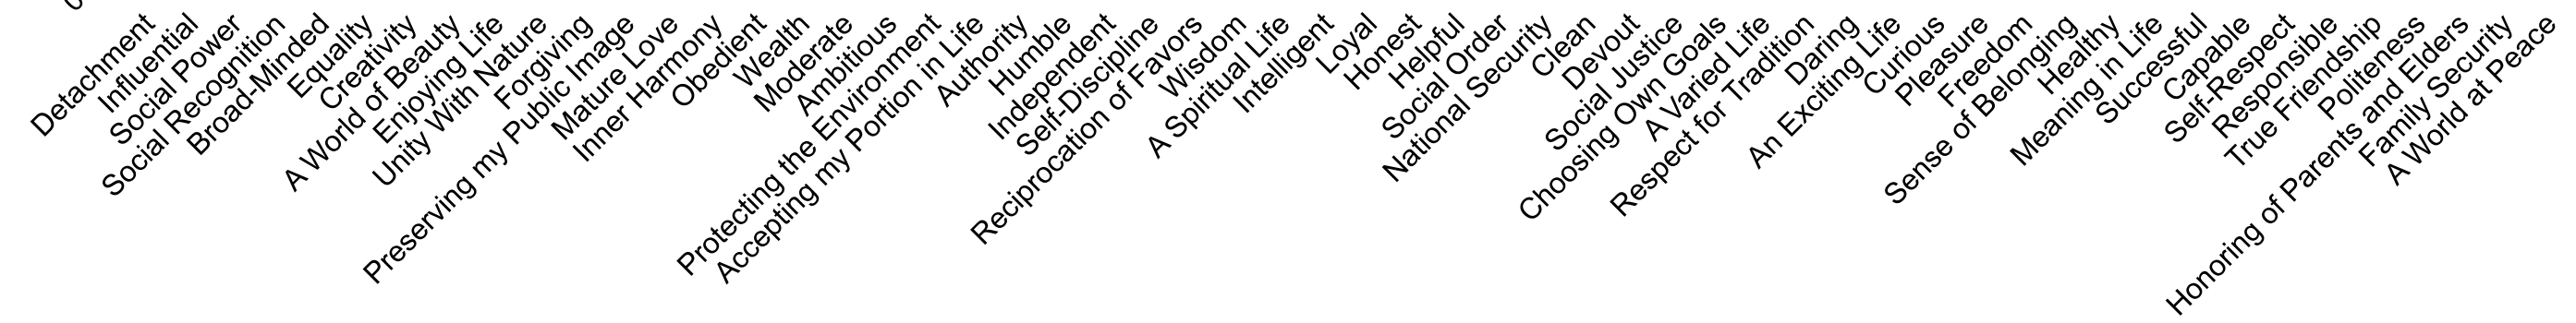 Detachment
Influential
Social Power
Social Recognition
Broad-Minded
Equality
Creativity
A World of Beauty
Enjoying Life
Unity With Nature
Forgiving
Preserving my Public Image
Mature Love
Inner Harmony
Obedient
Wealth
Moderate
Ambitious
Protecting the Environment
Accepting my Portion in Life
Authority
Humble
Independent
Self-Discipline
Reciprocation of Favors
Wisdom
A Spiritual Life
Intelligent
Loyal
Honest
Helpful
Social Order
National Security
Clean
Devout
Social Justice
Choosing Own Goals
A Varied Life
Respect for Tradition
Daring
An Exciting Life
Curious
Pleasure
Freedom
Sense of Belonging
Healthy
Meaning in Life
Successful
Capable
Self-Respect
Responsible
True Friendship
Politeness
Honoring of Parents and Elders
Family Security
A World at Peace